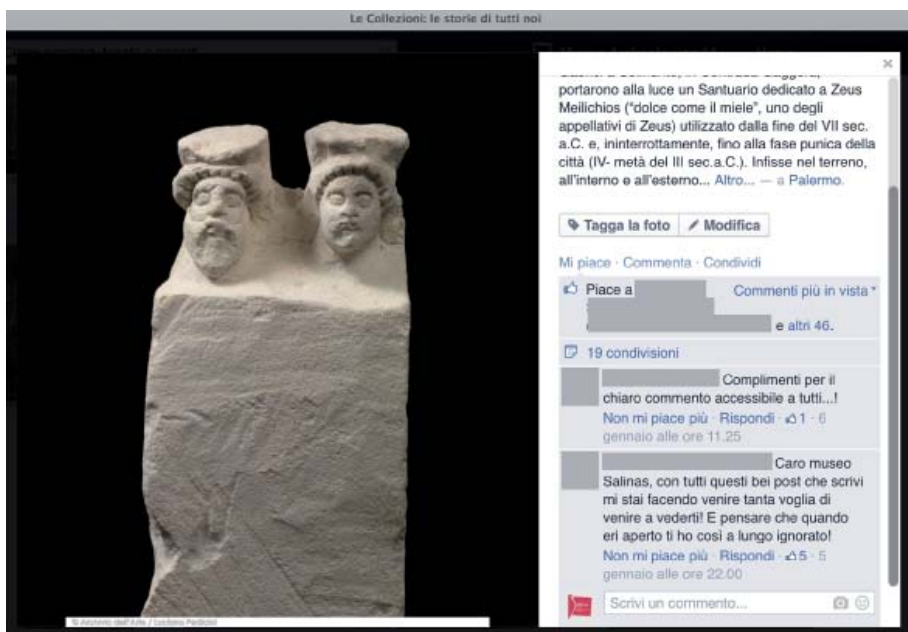 Le Collezioni: le storie di tutti noi
portarono alla luce un Santuario dedicato a Zeus
Meilichios ("dolce come il miele", uno degli
appellativi di Zeus) utilizzato dalla fine del VII sec.
a.C. e, ininterrottamente, fino alla fase punica della
città (IV- metà del III sec.a.C.). Infisse nel terreno,
all'interno e all'esterno... Altro... — a Palermo.
Tagga la foto Modifica
Mi piace · Commenta · Condividi
Piace a Commenti più in vista
e altri 46.
19 condivisioni
Complimenti per il
chiaro commento accessibile a tutti...!
Non mi piace più · Rispondi · 1 · 6
gennaio alle ore 11.25
Caro museo
Salinas, con tutti questi bei post che scrivi
mi stai facendo venire tanta voglia di
venire a vederti! E pensare che quando
eri aperto ti ho così a lungo ignorato!
Non mi piace più · Rispondi · 5 · 5
gennaio alle ore 22.00
Scrivi un commento...
© Archivio dell'Arte / Luciano Pedicini